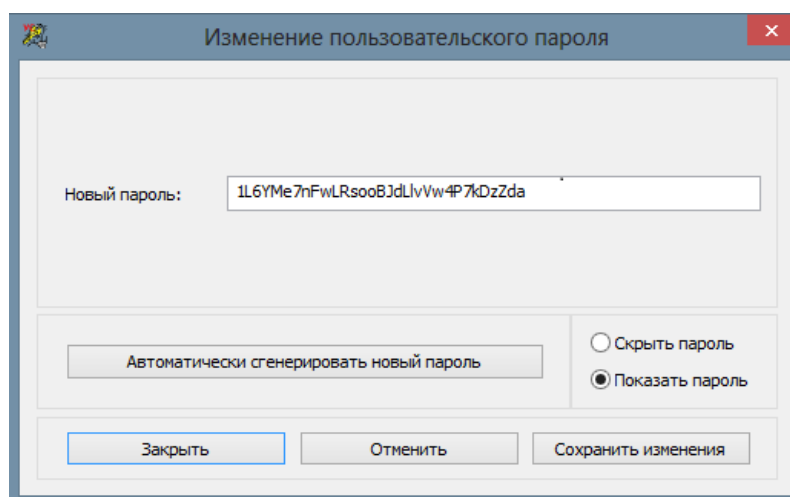 Изменение пользовательского пароля
Новый пароль: 1L6YMe7nFwLRsooBJdLlvVw4P7kDzZda
Автоматически сгенерировать новый пароль
Скрыть пароль
Показать пароль
Закрыть Отменить Сохранить изменения